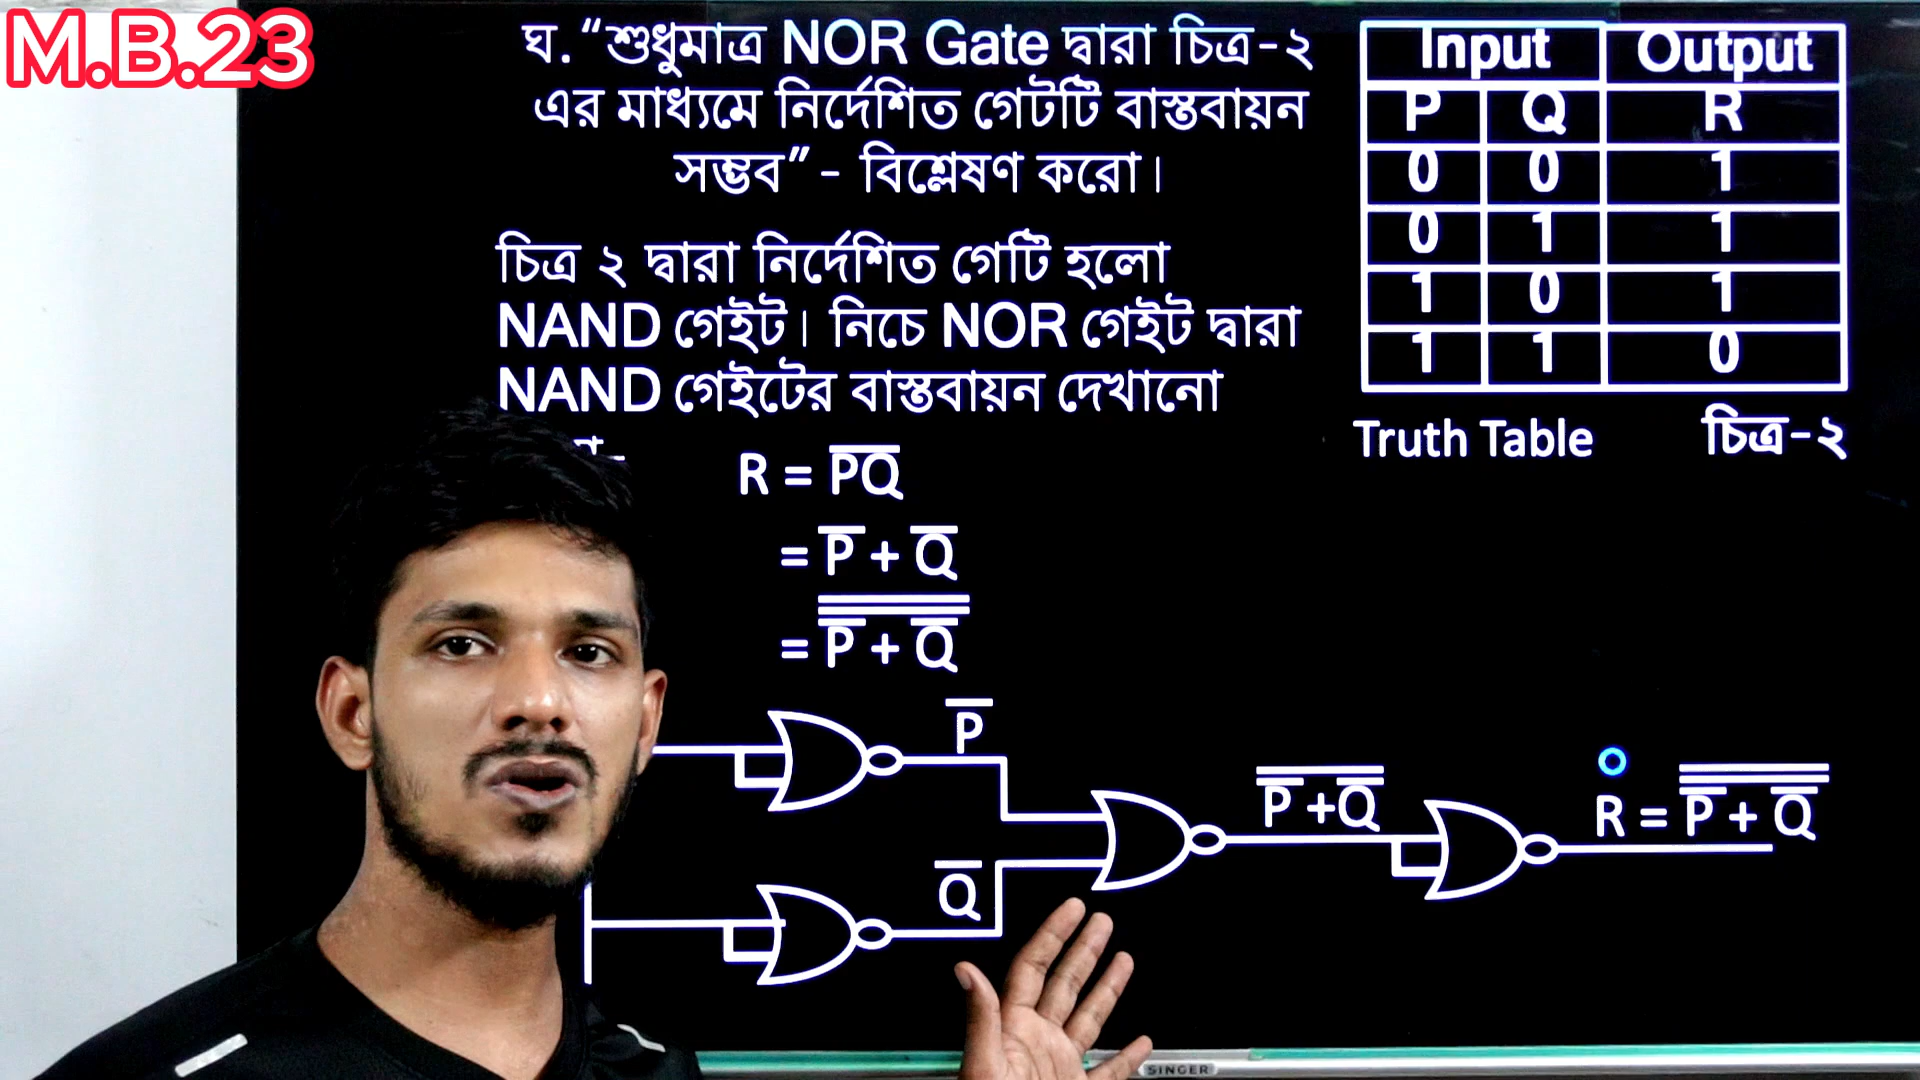 M.B.23
ঘ. “শুধুমাত্র NOR Gate দ্বারা চিত্র-২
এর মাধ্যমে নির্দেশিত গেটটি বাস্তবায়ন
সম্ভব” - বিশ্লেষণ করো।
চিত্র ২ দ্বারা নির্দেশিত গেটি হলো
NAND গেইট। নিচে NOR গেইট দ্বারা
NAND গেইটের বাস্তবায়ন দেখানো
Input Output
P Q R
0 0 1
0 1 1
1 0 1
1 1 0
Truth Table চিত্র-২
R = P̅Q̅
= P̅ + Q̅
= P̿̅ ̿+̿ ̿Q̿̅
P̅
Q̅
P̅̅ ̅+̅Q̅̅
R = P̿̅ ̿+̿ ̿Q̿̅
SINGER